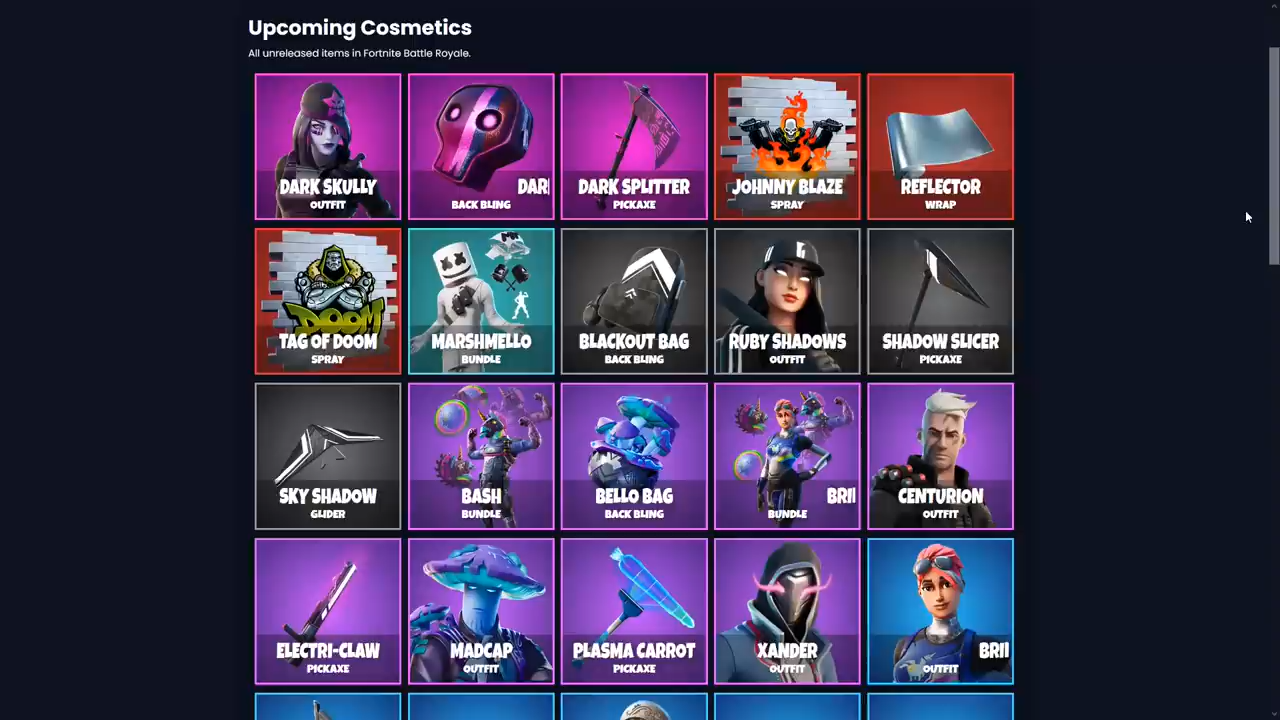 Upcoming Cosmetics
All unreleased items in Fortnite Battle Royale.
DARK SKULLY
OUTFIT
DAR
BACK BLING
DARK SPLITTER
PICKAXE
JOHNNY BLAZE
SPRAY
REFLECTOR
WRAP
DOOM
TAG OF DOOM
SPRAY
MARSHMELLO
BUNDLE
BLACKOUT BAG
BACK BLING
RUBY SHADOWS
OUTFIT
SHADOW SLICER
PICKAXE
SKY SHADOW
GLIDER
BASH
BUNDLE
BELLO BAG
BACK BLING
BRII
BUNDLE
CENTURION
OUTFIT
ELECTRI-CLAW
PICKAXE
MADCAP
OUTFIT
PLASMA CARROT
PICKAXE
XANDER
OUTFIT
BRII
OUTFIT